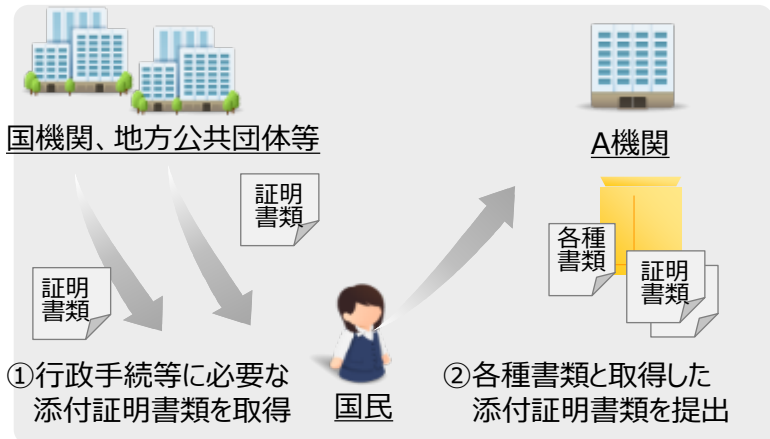 国機関、地方公共団体等
A機関
証明
書類
証明
書類
各種
書類
証明
書類
①行政手続等に必要な
添付証明書類を取得
国民
②各種書類と取得した
添付証明書類を提出